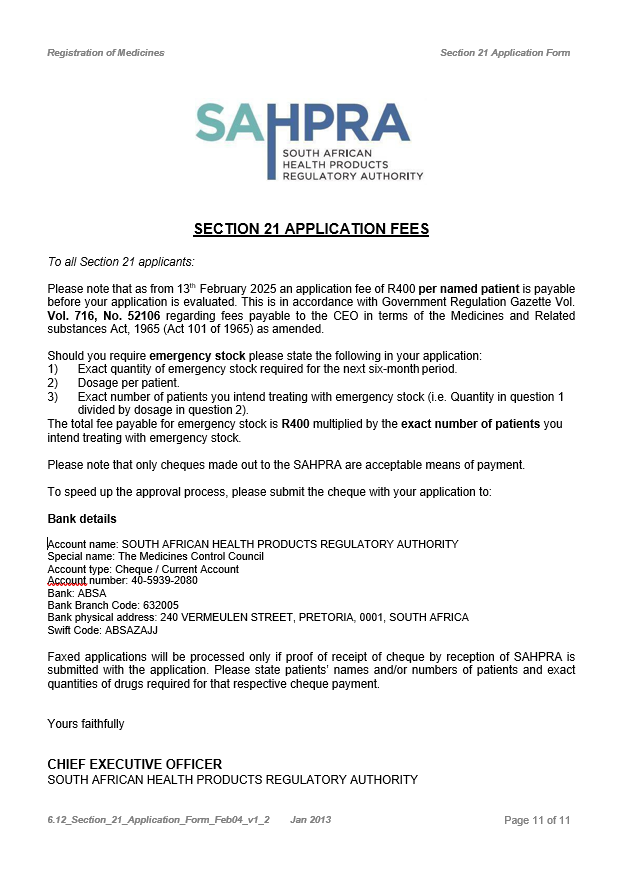 Registration of Medicines Section 21 Application Form
SAHPRA
SOUTH AFRICAN
HEALTH PRODUCTS
REGULATORY AUTHORITY
SECTION 21 APPLICATION FEES
To all Section 21 applicants:
Please note that as from 13th February 2025 an application fee of R400 per named patient is payable
before your application is evaluated. This is in accordance with Government Regulation Gazette Vol.
Vol. 716, No. 52106 regarding fees payable to the CEO in terms of the Medicines and Related
substances Act, 1965 (Act 101 of 1965) as amended.
Should you require emergency stock please state the following in your application:
1) Exact quantity of emergency stock required for the next six-month period.
2) Dosage per patient.
3) Exact number of patients you intend treating with emergency stock (i.e. Quantity in question 1
divided by dosage in question 2).
The total fee payable for emergency stock is R400 multiplied by the exact number of patients you
intend treating with emergency stock.
Please note that only cheques made out to the SAHPRA are acceptable means of payment.
To speed up the approval process, please submit the cheque with your application to:
Bank details
Account name: SOUTH AFRICAN HEALTH PRODUCTS REGULATORY AUTHORITY
Special name: The Medicines Control Council
Account type: Cheque / Current Account
Account number: 40-5939-2080
Bank: ABSA
Bank Branch Code: 632005
Bank physical address: 240 VERMEULEN STREET, PRETORIA, 0001, SOUTH AFRICA
Swift Code: ABSAZAJJ
Faxed applications will be processed only if proof of receipt of cheque by reception of SAHPRA is
submitted with the application. Please state patients' names and/or numbers of patients and exact
quantities of drugs required for that respective cheque payment.
Yours faithfully
CHIEF EXECUTIVE OFFICER
SOUTH AFRICAN HEALTH PRODUCTS REGULATORY AUTHORITY
6.12_Section_21_Application_Form_Feb04_v1_2 Jan 2013 Page 11 of 11